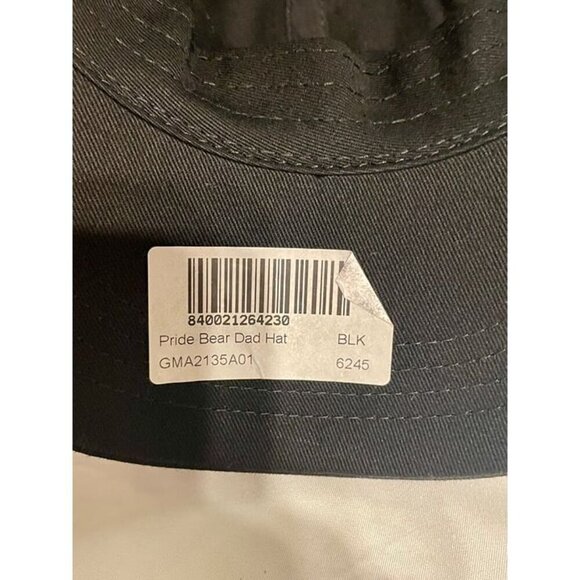 840021264230
Pride Bear Dad Hat BLK
GMA2135A01 6245